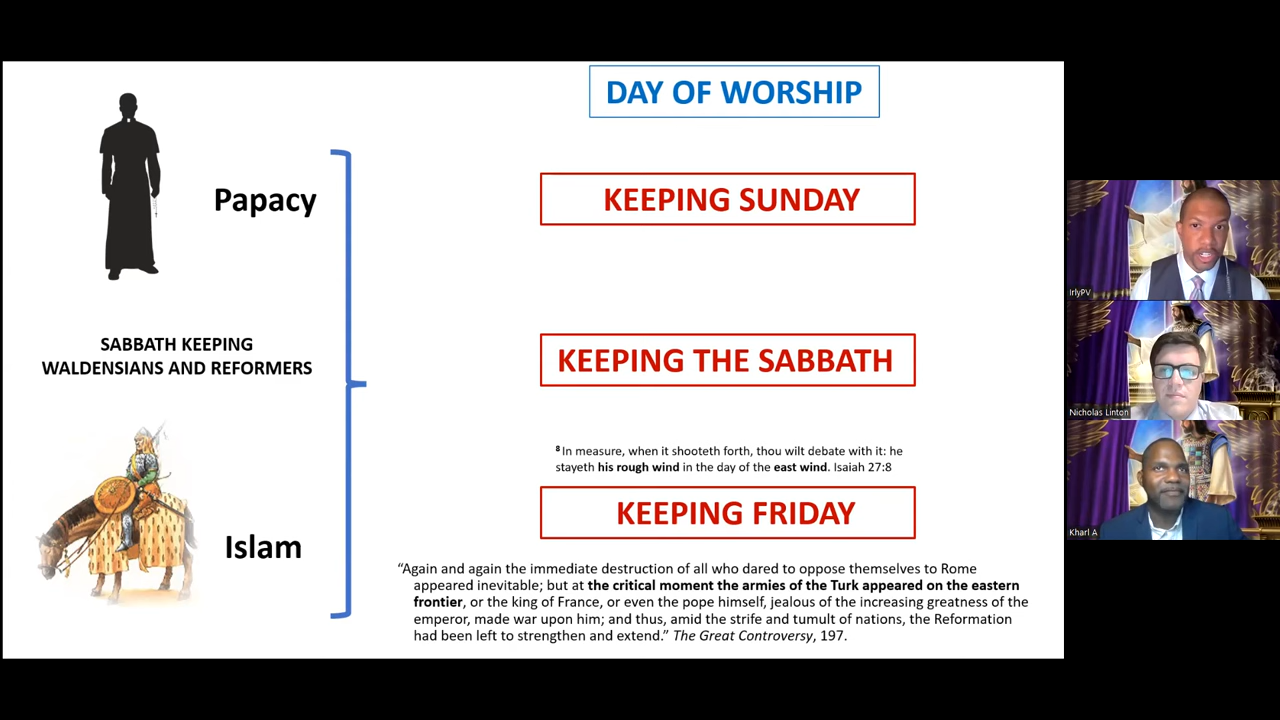 DAY OF WORSHIP
Papacy
KEEPING SUNDAY
SABBATH KEEPING
WALDENSIANS AND REFORMERS
KEEPING THE SABBATH
8 In measure, when it shooteth forth, thou wilt debate with it: he
stayeth his rough wind in the day of the east wind. Isaiah 27:8
KEEPING FRIDAY
Islam
“Again and again the immediate destruction of all who dared to oppose themselves to Rome
appeared inevitable; but at the critical moment the armies of the Turk appeared on the eastern
frontier, or the king of France, or even the pope himself, jealous of the increasing greatness of the
emperor, made war upon him; and thus, amid the strife and tumult of nations, the Reformation
had been left to strengthen and extend.” The Great Controversy, 197.
IrlyPV
Nicholas Linton
Kharl A